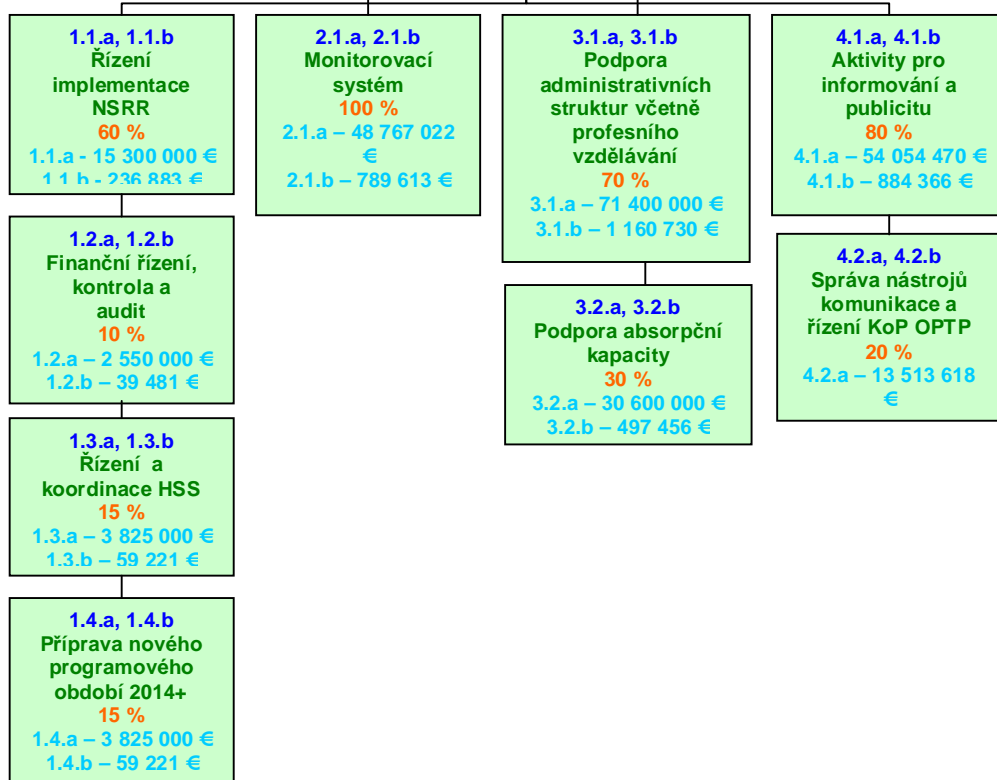 1.1.a, 1.1.b
Řízení
implementace
NSRR
60 %
1.1.a - 15 300 000 €
1.1.b - 236 883 €
1.2.a, 1.2.b
Finanční řízení,
kontrola a
audit
10 %
1.2.a – 2 550 000 €
1.2.b – 39 481 €
1.3.a, 1.3.b
Řízení a
koordinace HSS
15 %
1.3.a – 3 825 000 €
1.3.b – 59 221 €
1.4.a, 1.4.b
Příprava nového
programového
období 2014+
15 %
1.4.a – 3 825 000 €
1.4.b – 59 221 €
2.1.a, 2.1.b
Monitorovací
systém
100 %
2.1.a – 48 767 022
€
2.1.b – 789 613 €
3.1.a, 3.1.b
Podpora
administrativních
struktur včetně
profesního
vzdělávání
70 %
3.1.a – 71 400 000 €
3.1.b – 1 160 730 €
3.2.a, 3.2.b
Podpora absorpční
kapacity
30 %
3.2.a – 30 600 000 €
3.2.b – 497 456 €
4.1.a, 4.1.b
Aktivity pro
informování a
publicitu
80 %
4.1.a – 54 054 470 €
4.1.b – 884 366 €
4.2.a, 4.2.b
Správa nástrojů
komunikace a
řízení KoP OPTP
20 %
4.2.a – 13 513 618
€